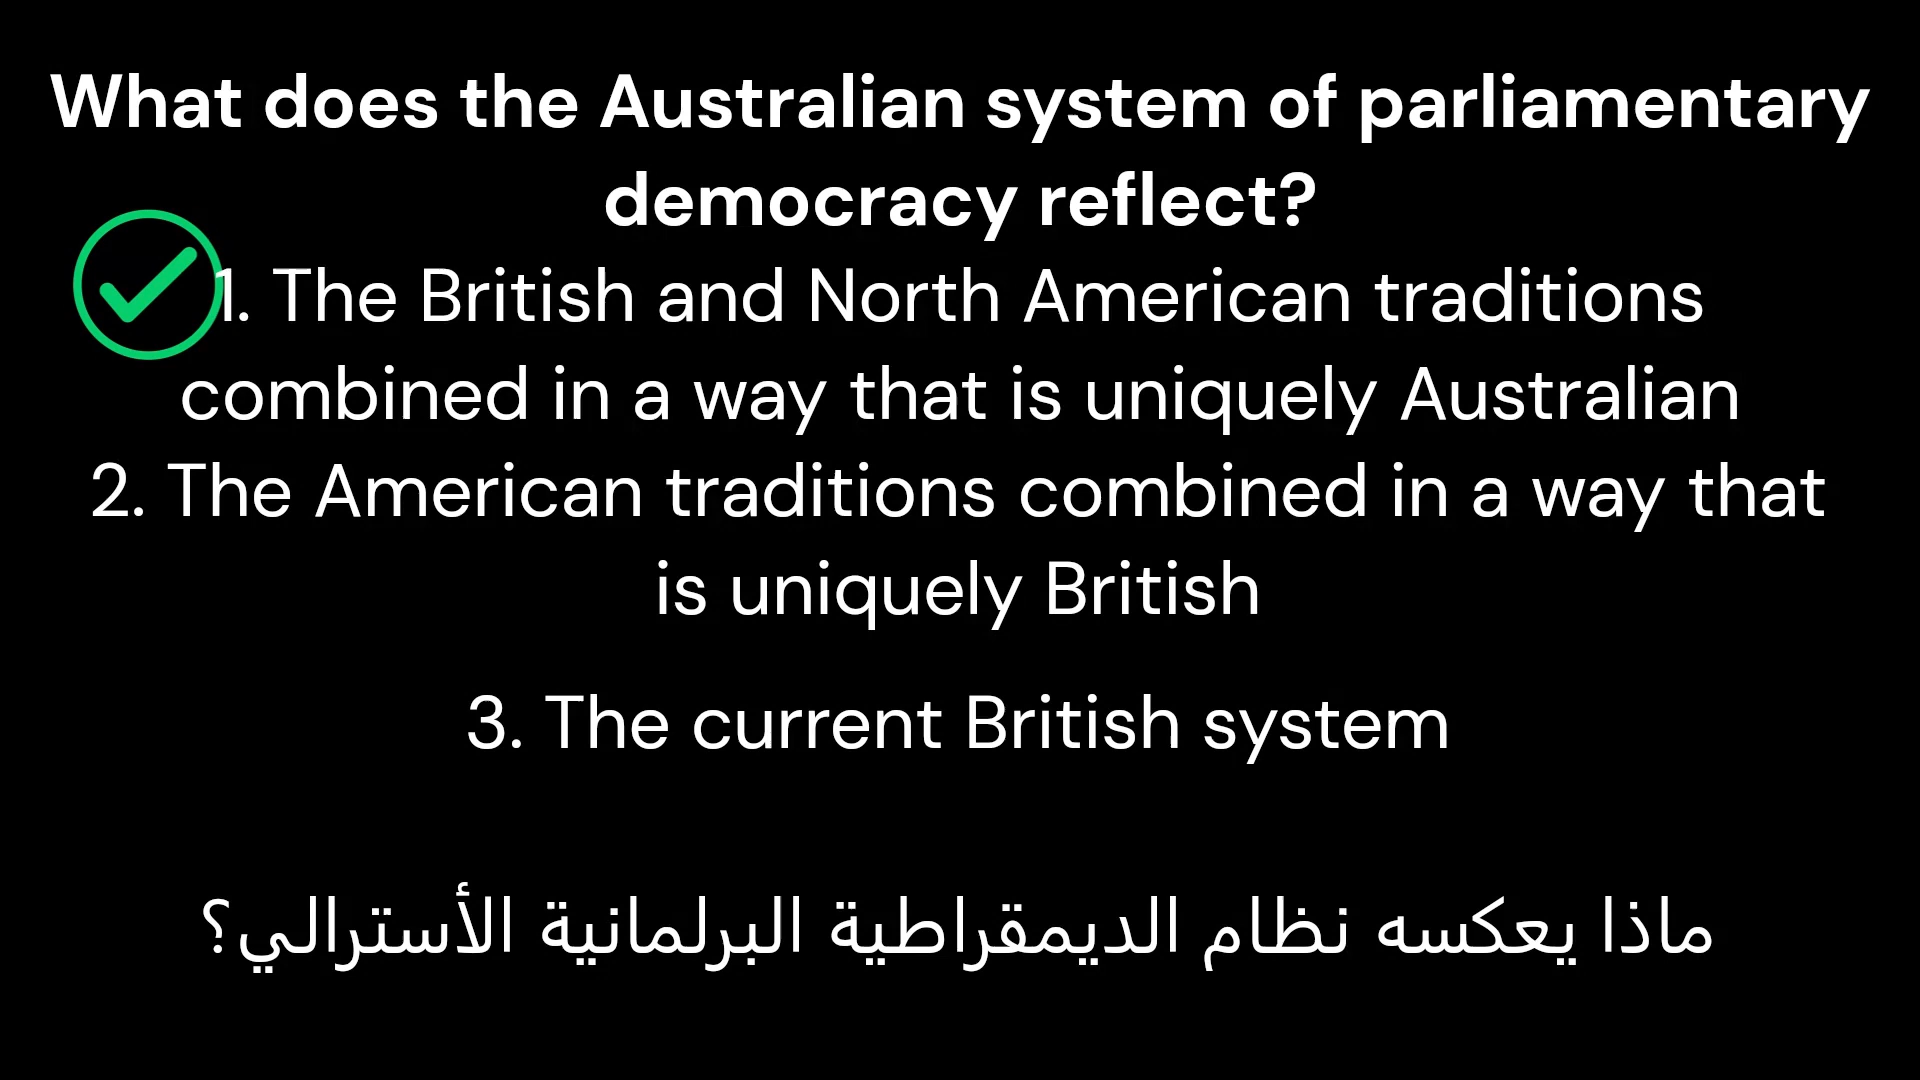 What does the Australian system of parliamentary
democracy reflect?
1. The British and North American traditions
combined in a way that is uniquely Australian
2. The American traditions combined in a way that
is uniquely British
3. The current British system
ماذا يعكسه نظام الديمقراطية البرلمانية الأسترالي؟